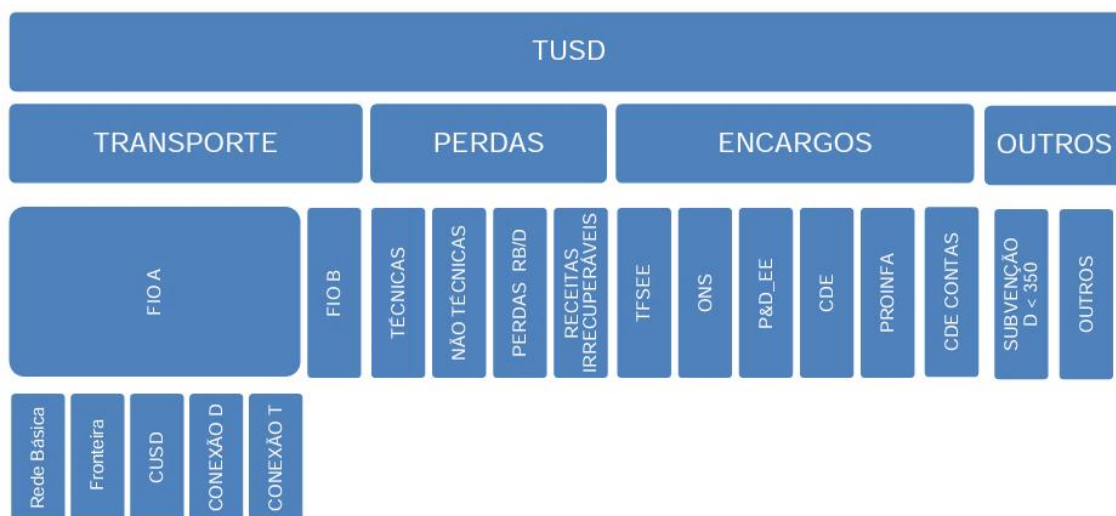 TUSD
TRANSPORTE
PERDAS
ENCARGOS
OUTROS
FIO A
FIO B
TÉCNICAS
NÃO TÉCNICAS
PERDAS RB/D
RECEITAS
IRRECUPERÁVEIS
TFSEE
ONS
P&D_EE
CDE
PROINFA
CDE CONTAS
SUBVENÇÃO
D < 350
OUTROS
Rede Básica
Fronteira
CUSD
CONEXÃO D
CONEXÃO T